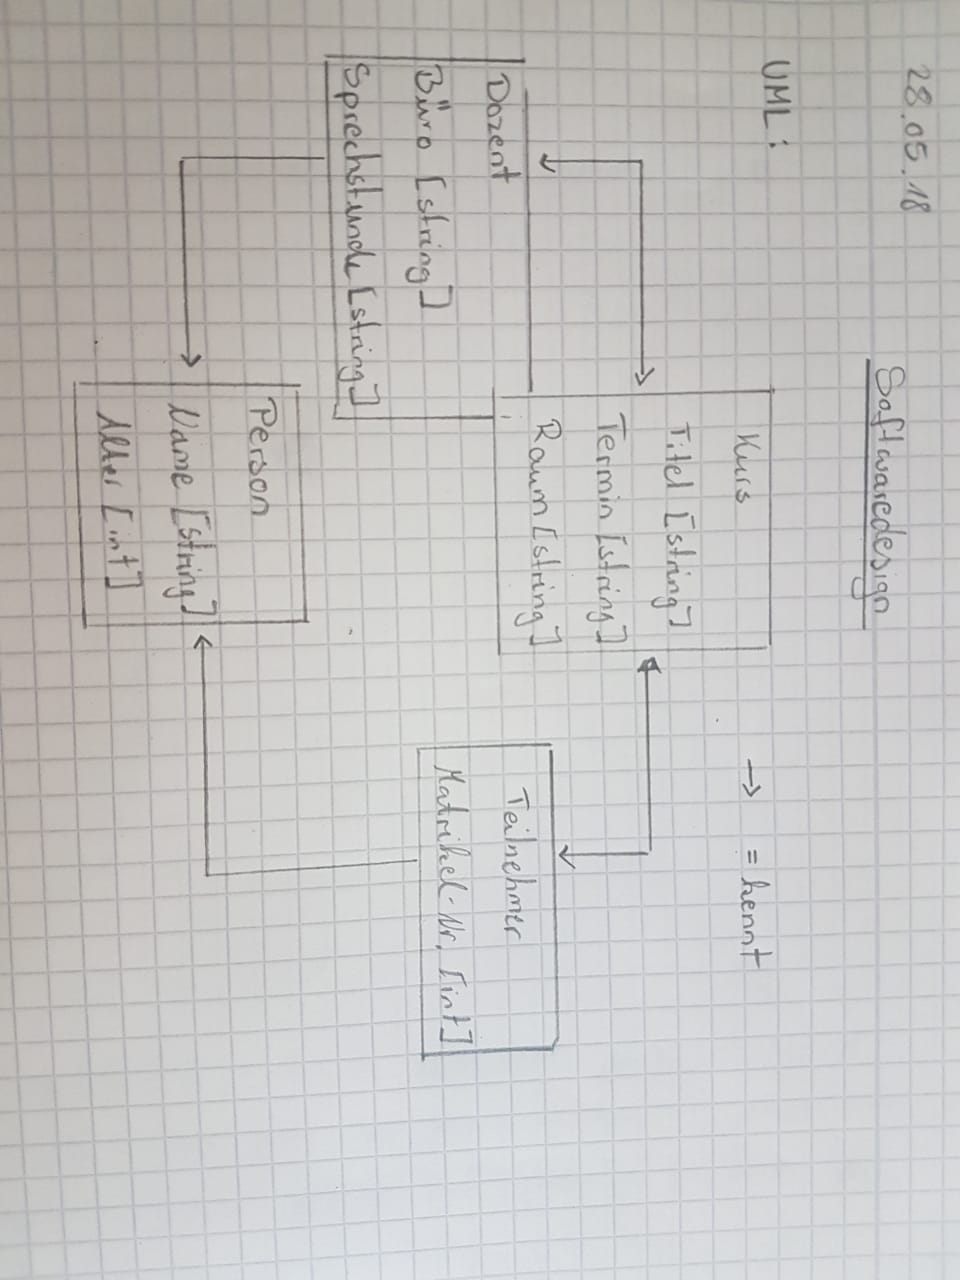 28.05.18
Softwaredesign
UML:
Kurs
Titel [string]
Termin [string]
Raum [string]
→ = kennt
Dozent
Büro [string]
Sprechstunde [string]
Teilnehmer
Matrikel-Nr. [int]
Person
Name [string]
Alter [int]